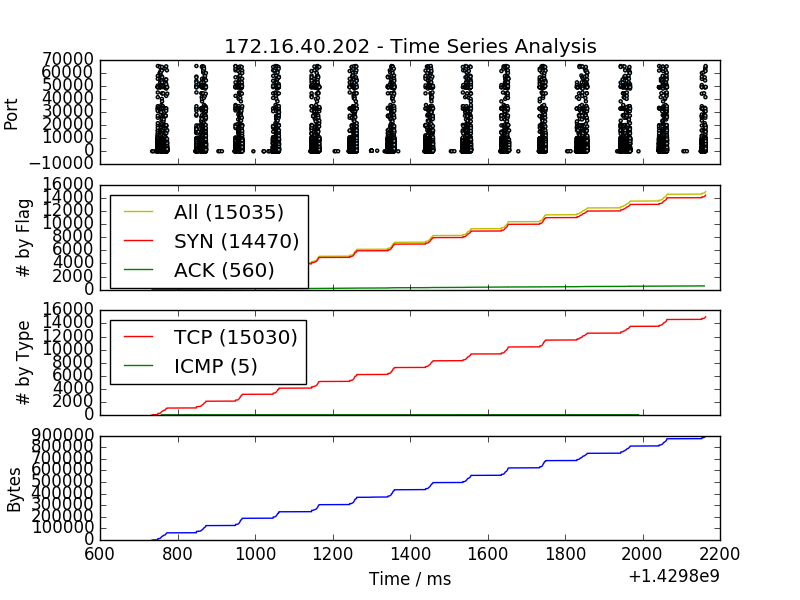 172.16.40.202 - Time Series Analysis
70000
60000
50000
40000
30000
20000
10000
0
−10000
Port
16000
14000
12000
10000
8000
6000
4000
2000
0
# by Flag
All (15035)
SYN (14470)
ACK (560)
16000
14000
12000
10000
8000
6000
4000
2000
0
# by Type
TCP (15030)
ICMP (5)
900000
800000
700000
600000
500000
400000
300000
200000
100000
0
Bytes
600 800 1000 1200 1400 1600 1800 2000 2200
Time / ms
+1.4298e9